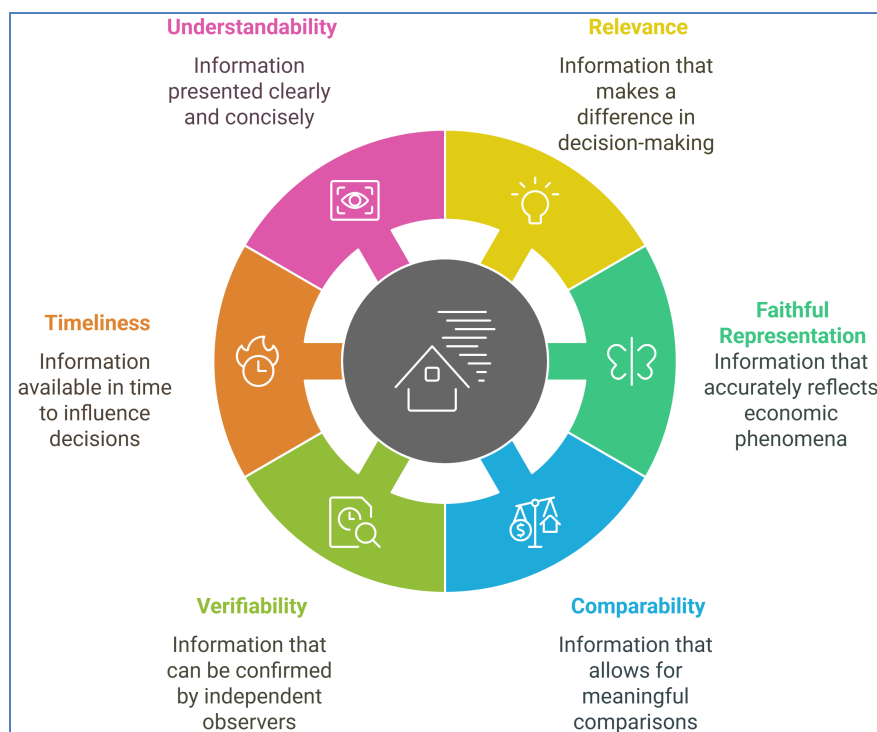 Understandability
Information
presented clearly
and concisely
Relevance
Information that
makes a
difference in
decision-making
Faithful
Representation
Information that
accurately reflects
economic
phenomena
Comparability
Information that
allows for
meaningful
comparisons
Verifiability
Information that
can be confirmed
by independent
observers
Timeliness
Information
available in time
to influence
decisions
$